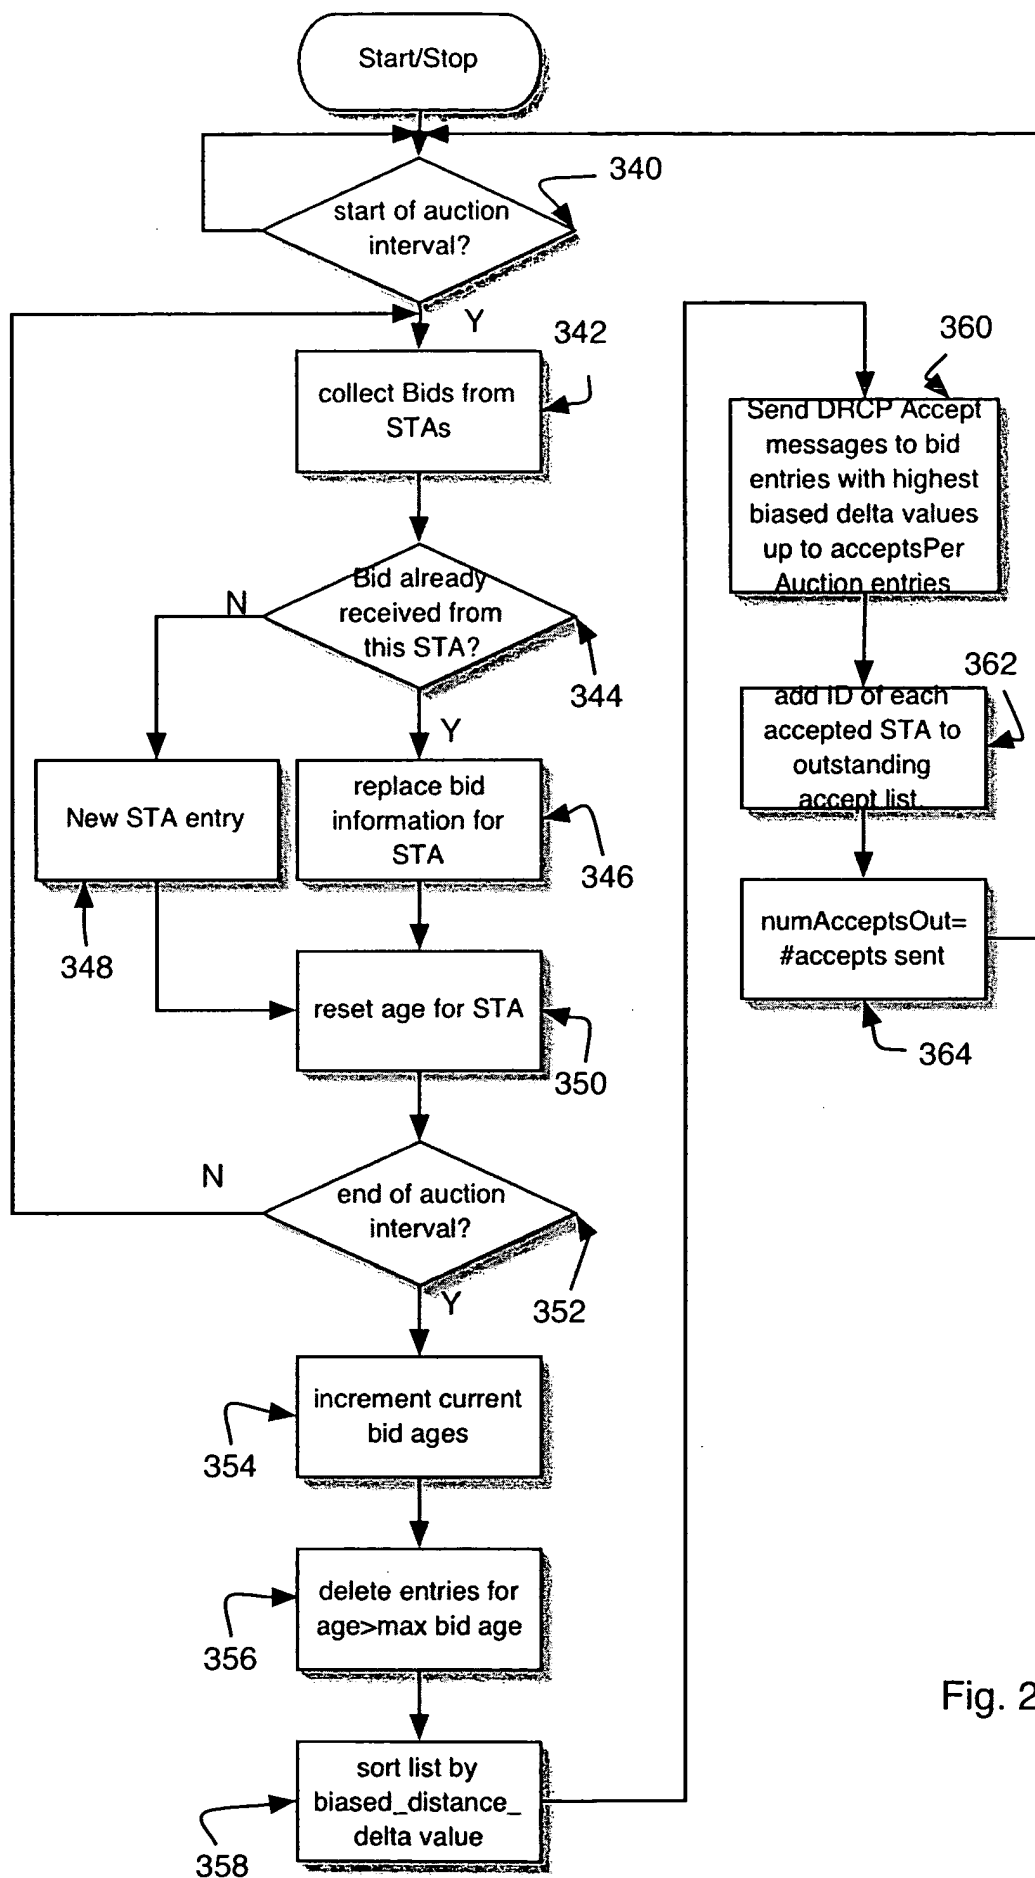 Start/Stop
340
start of auction
interval?
Y
342
collect Bids from
STAs
Bid already
received from
this STA?
N
344
Y
New STA entry
348
replace bid
information for
STA
346
reset age for STA
350
N
end of auction
interval?
352
Y
increment current
bid ages
354
delete entries for
age>max bid age
356
sort list by
biased_distance_
delta value
358
360
Send DRCP Accept
messages to bid
entries with highest
biased delta values
up to acceptsPer
Auction entries
362
add ID of each
accepted STA to
outstanding
accept list.
numAcceptsOut=
#accepts sent
364
Fig. 2